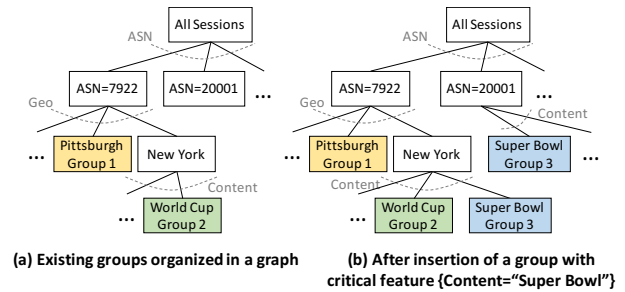 All Sessions
ASN
ASN=7922
ASN=20001
...
Geo
...
Pittsburgh
Group 1
New York
Content
...
World Cup
Group 2
(a) Existing groups organized in a graph
All Sessions
ASN
ASN=7922
ASN=20001
...
Geo
Content
...
Pittsburgh
Group 1
New York
Super Bowl
Group 3
...
Content
...
World Cup
Group 2
Super Bowl
Group 3
(b) After insertion of a group with
critical feature {Content="Super Bowl"}